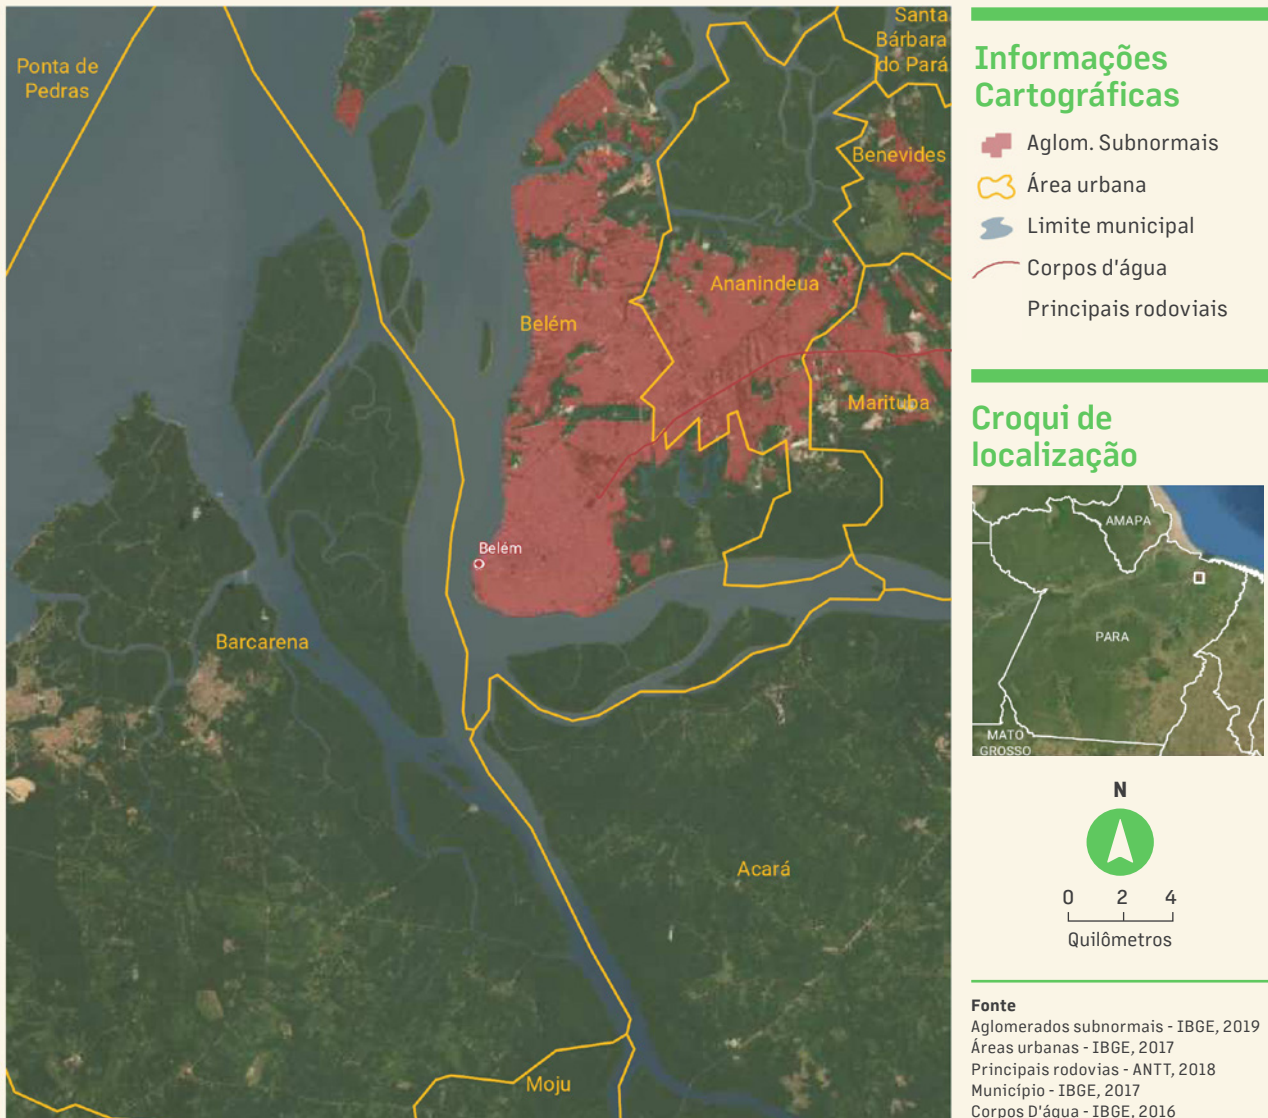 Ponta de
Pedras
Santa
Bárbara
do Pará
Benevides
Ananindeua
Belém
Marituba
Belém
Barcarena
Acará
Moju
Informações
Cartográficas
Aglom. Subnormais
Área urbana
Limite municipal
Corpos d'água
Principais rodoviais
Croqui de
localização
AMAPA
PARA
MATO
GROSSO
N
0 2 4
Quilômetros
Fonte
Aglomerados subnormais - IBGE, 2019
Áreas urbanas - IBGE, 2017
Principais rodovias - ANTT, 2018
Município - IBGE, 2017
Corpos D'água - IBGE, 2016